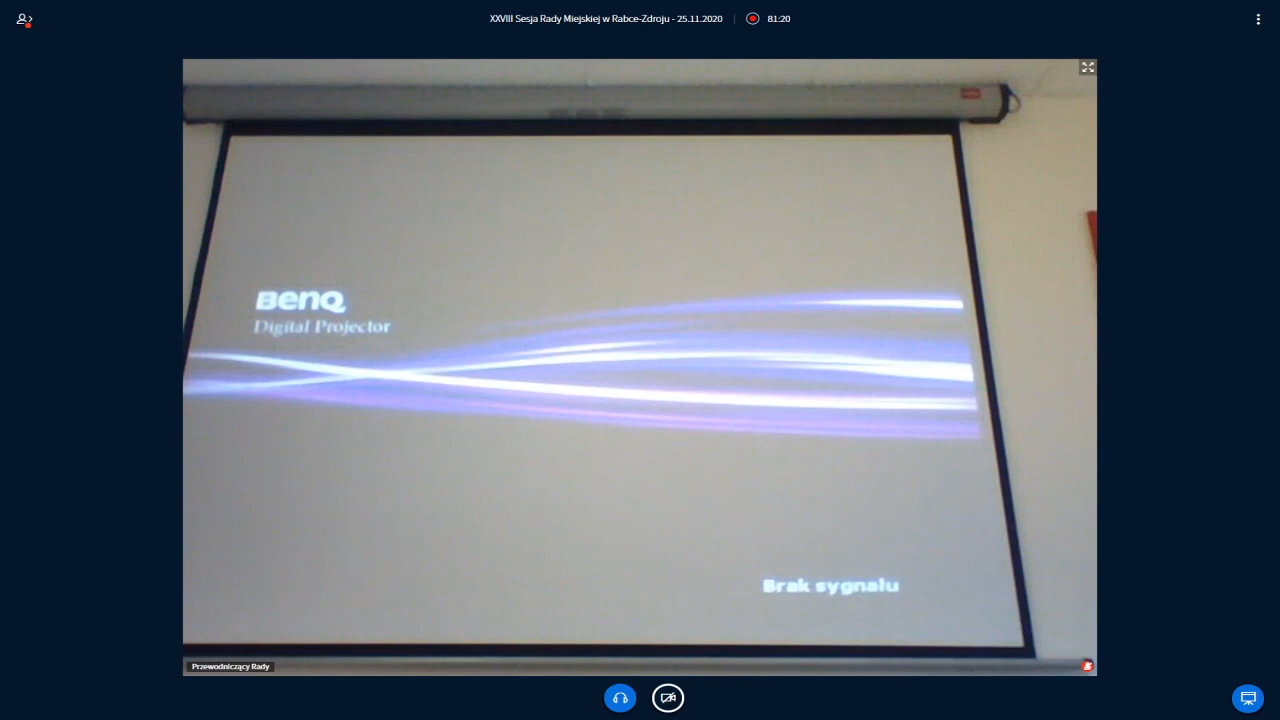 XXVIII Sesja Rady Miejskiej w Rabce-Zdroju - 25.11.2020
81:20
BenQ
Digital Projector
Brak sygnału
Przewodniczący Rady